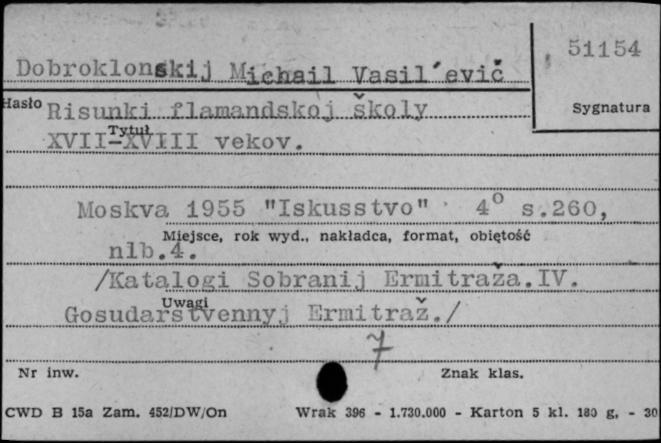 51154
Dobroklonskij Michail Vasil´evič
Hasło Risunki flamandskoj školy
Sygnatura
Tytuł
XVII-XVIII vekov.
Moskva 1955 "Iskusstvo" 4° s.260,
Miejsce, rok wyd., nakładca, format, objętość
nlb.4.
/Katalogi Sobranij Ermitraža.IV.
Uwagi
Gosudarstvennyj Ermitraž./
7
Nr inw. Znak klas.
CWD B 15a Zam. 452/DW/On Wrak 396 - 1.730.000 - Karton 5 kl. 180 g, - 30